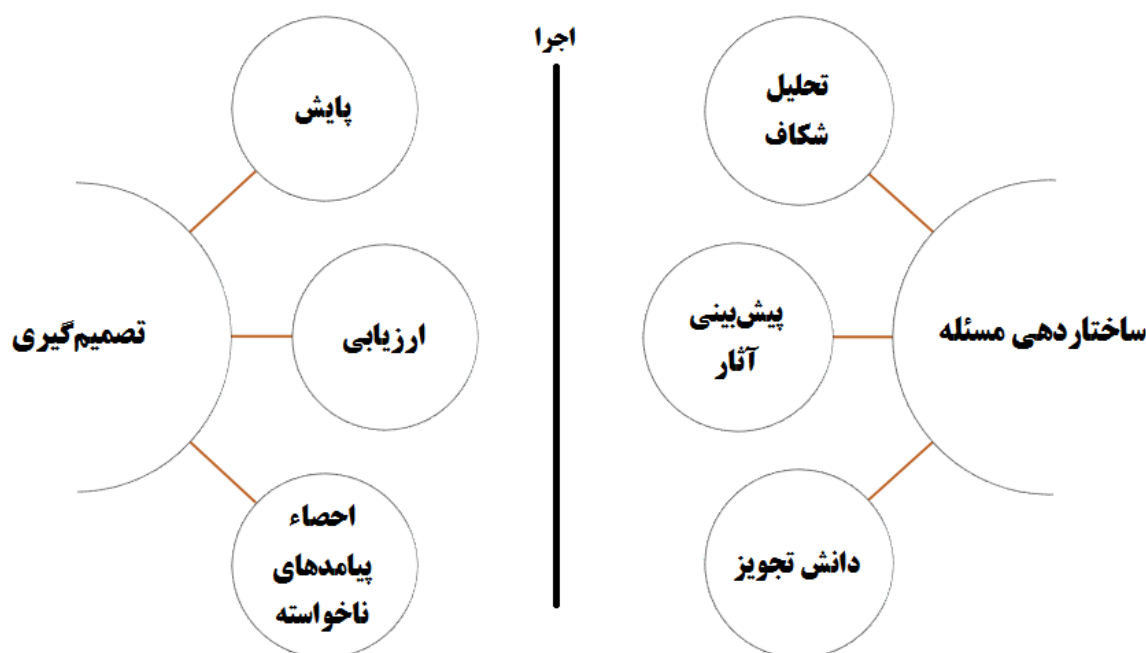 اجرا
تحلیل
شکاف
پیش‌بینی
آثار
دانش تجویز
ساختاردهی مسئله
پایش
ارزیابی
احصاء
پیامدهای
ناخواسته
تصمیم‌گیری